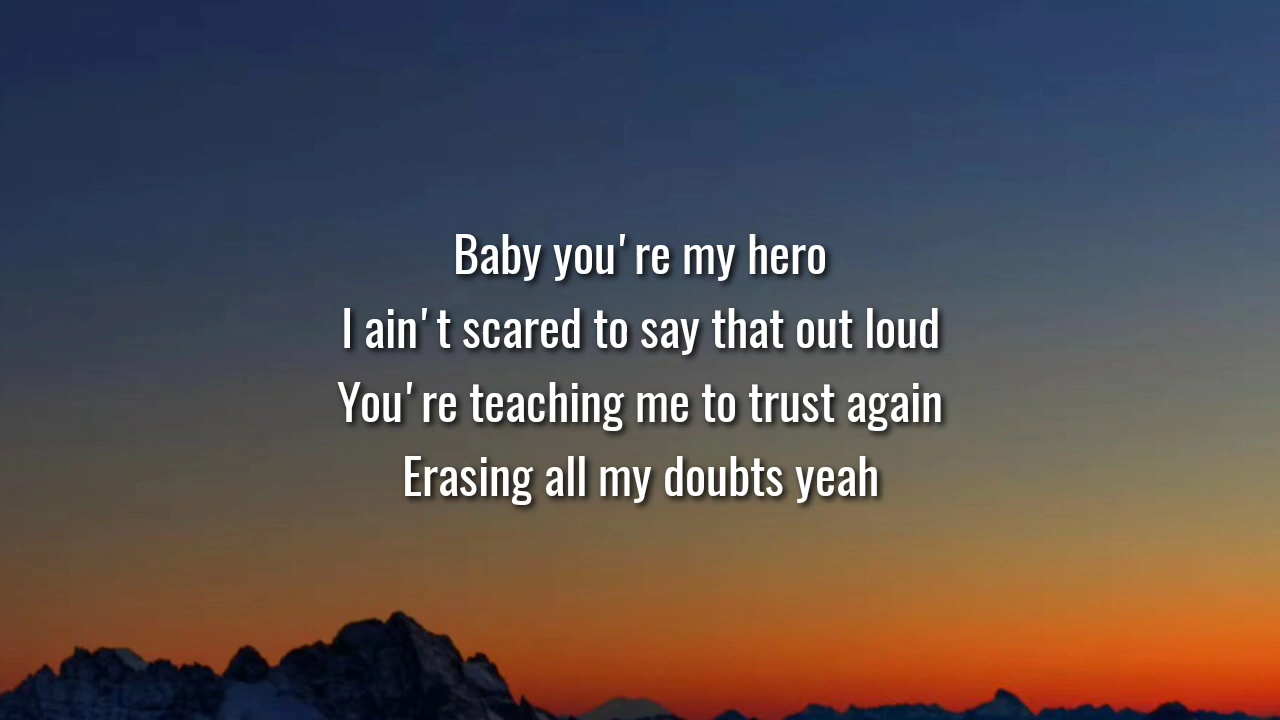 Baby you're my hero
I ain't scared to say that out loud
You're teaching me to trust again
Erasing all my doubts yeah